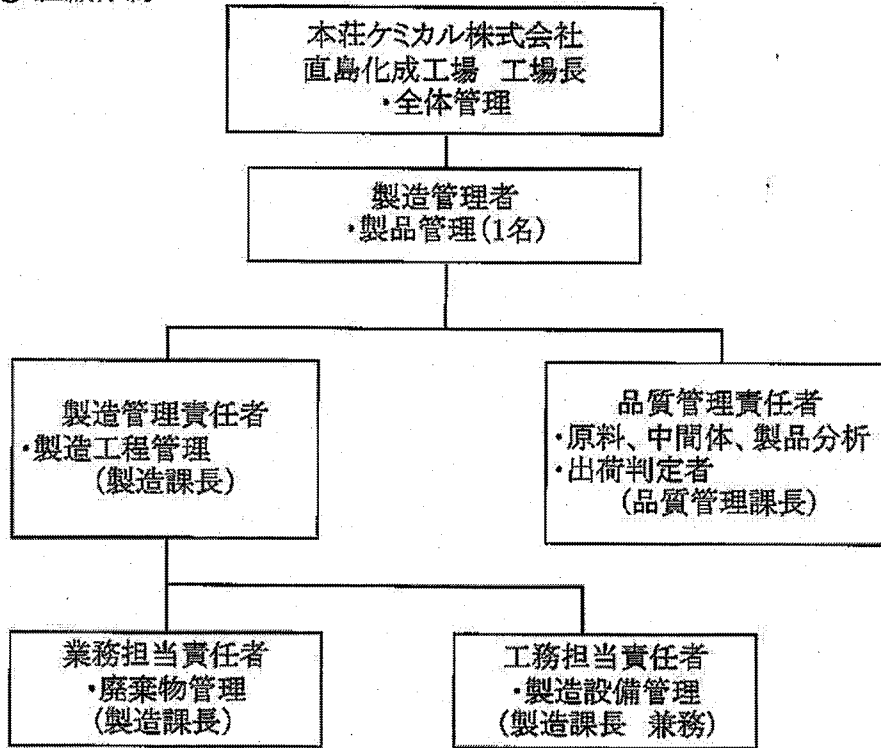 本荘ケミカル株式会社
直島化成工場 工場長
・全体管理
製造管理者
・製品管理(1名)
製造管理責任者
・製造工程管理
(製造課長)
品質管理責任者
・原料、中間体、製品分析
・出荷判定者
(品質管理課長)
業務担当責任者
・廃棄物管理
(製造課長)
工務担当責任者
・製造設備管理
(製造課長 兼務)